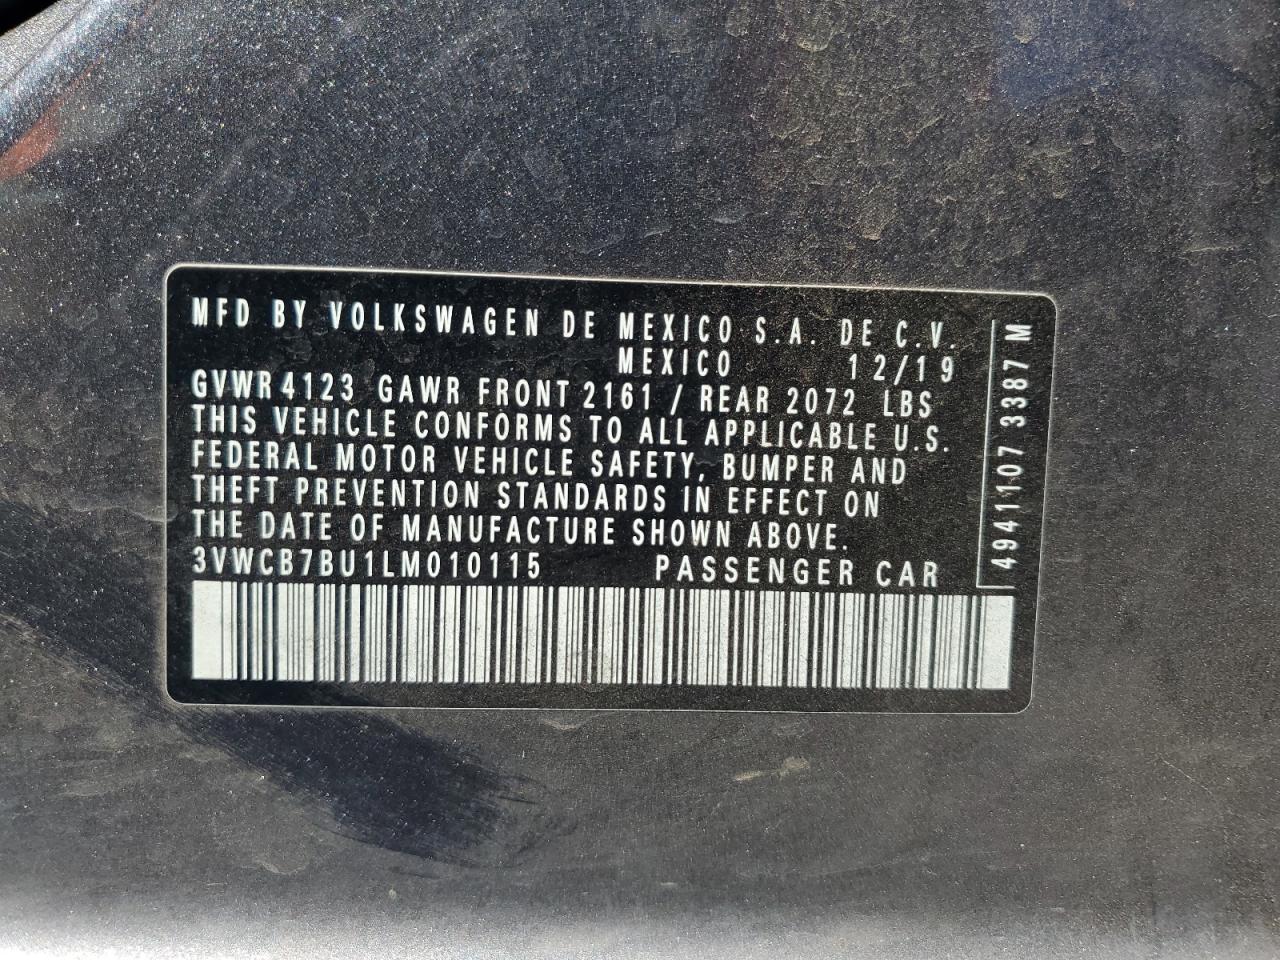 MFD BY VOLKSWAGEN DE MEXICO S.A. DE C.V.
MEXICO 12/19
GVWR 4123 GAWR FRONT 2161 / REAR 2072 LBS
THIS VEHICLE CONFORMS TO ALL APPLICABLE U.S.
FEDERAL MOTOR VEHICLE SAFETY, BUMPER AND
THEFT PREVENTION STANDARDS IN EFFECT ON
THE DATE OF MANUFACTURE SHOWN ABOVE.
3VWCB7BU1LM010115 PASSENGER CAR
4941107 3387 M